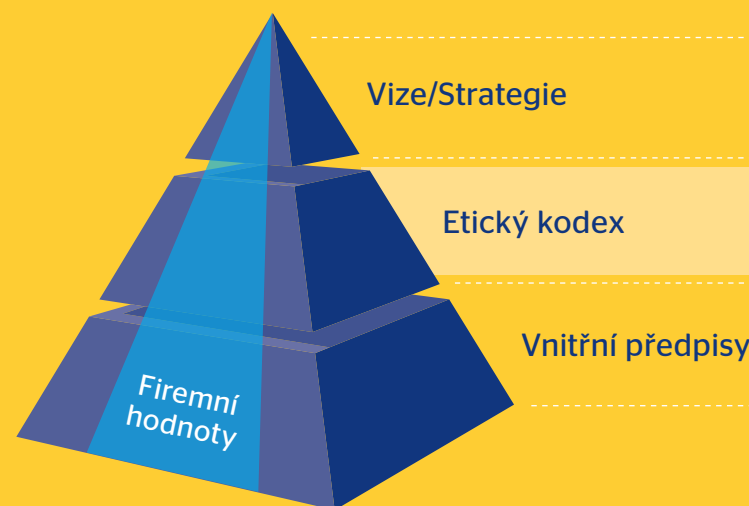 Vize/Strategie
Etický kodex
Vnitřní předpisy
Firemní
hodnoty